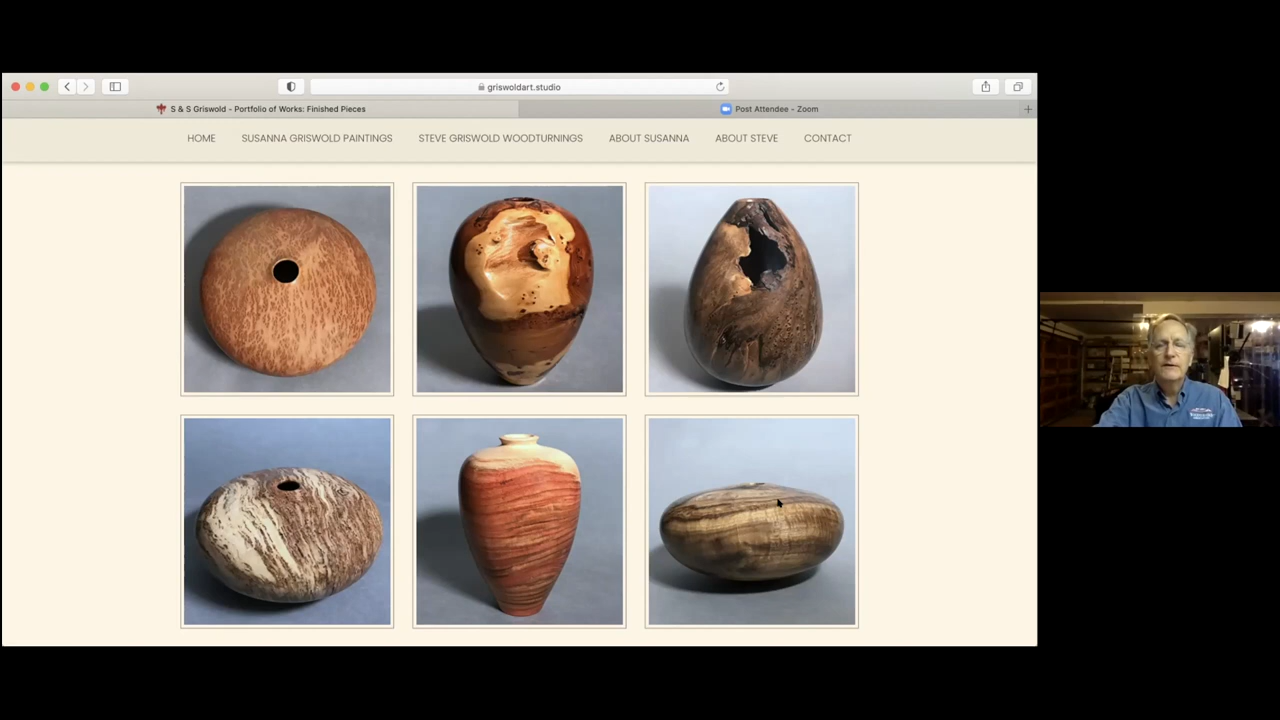 griswoldart.studio
S & S Griswold - Portfolio of Works: Finished Pieces
Post Attendee - Zoom
HOME SUSANNA GRISWOLD PAINTINGS STEVE GRISWOLD WOODTURNINGS ABOUT SUSANNA ABOUT STEVE CONTACT